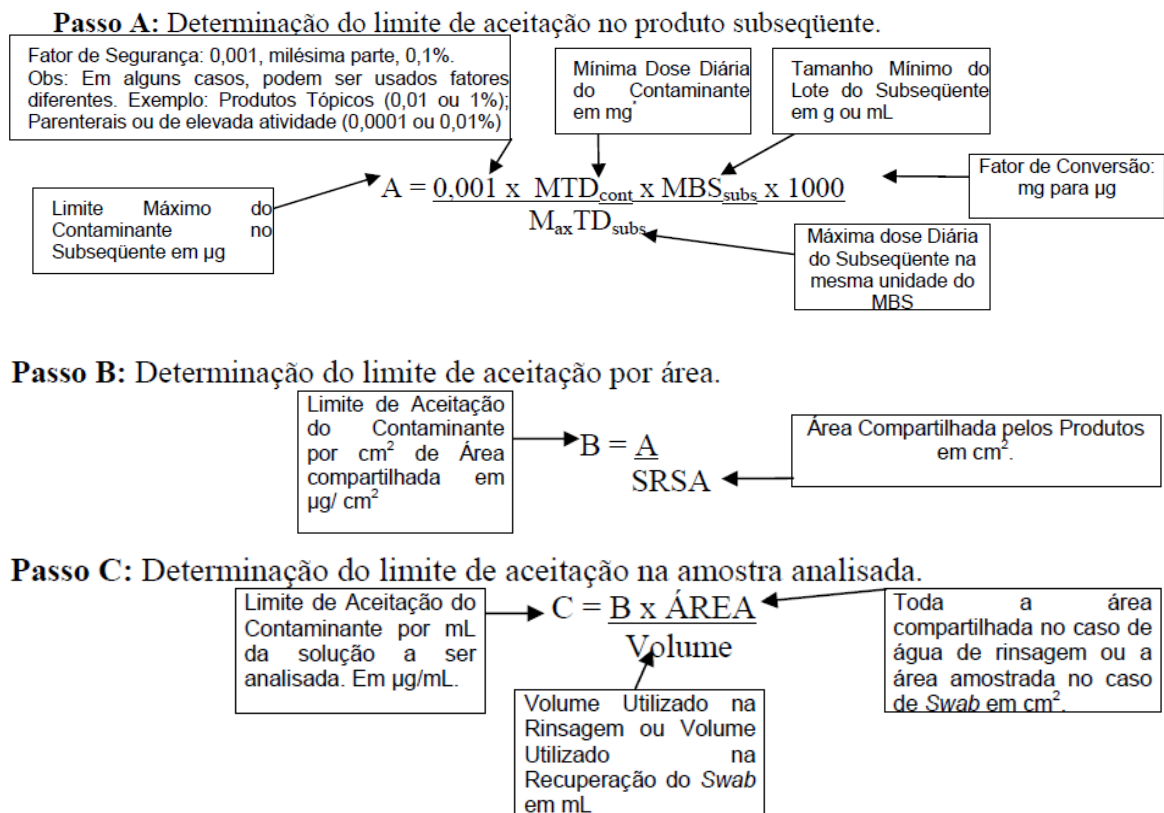 Passo A: Determinação do limite de aceitação no produto subseqüente.
Fator de Segurança: 0,001, milésima parte, 0,1%.
Obs: Em alguns casos, podem ser usados fatores
diferentes. Exemplo: Produtos Tópicos (0,01 ou 1%);
Parenterais ou de elevada atividade (0,0001 ou 0,01%)
Mínima Dose Diária
do Contaminante
em mg*
Tamanho Mínimo do
Lote do Subseqüente
em g ou mL
Fator de Conversão:
mg para µg
Limite Máximo do
Contaminante no
Subseqüente em µg
A = 0,001 x MTDcont x MBSsubs x 1000
MaxTDsubs
Máxima dose Diária
do Subseqüente na
mesma unidade do
MBS
Passo B: Determinação do limite de aceitação por área.
Limite de Aceitação
do Contaminante
por cm² de Área
compartilhada em
µg/ cm²
B = A
SRSA
Área Compartilhada pelos Produtos
em cm².
Passo C: Determinação do limite de aceitação na amostra analisada.
Limite de Aceitação do
Contaminante por mL
da solução a ser
analisada. Em µg/mL.
C = B x ÁREA
Volume
Toda a área
compartilhada no caso de
água de rinsagem ou a
área amostrada no caso
de Swab em cm².
Volume Utilizado na
Rinsagem ou Volume
Utilizado na
Recuperação do Swab
em mL